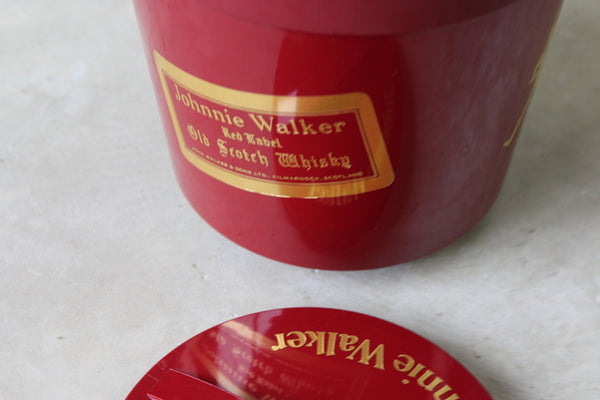 Johnnie Walker
Red Label
Old Scotch Whisky
JOHN WALKER & SONS LTD., KILMARNOCK, SCOTLAND
Johnnie Walker